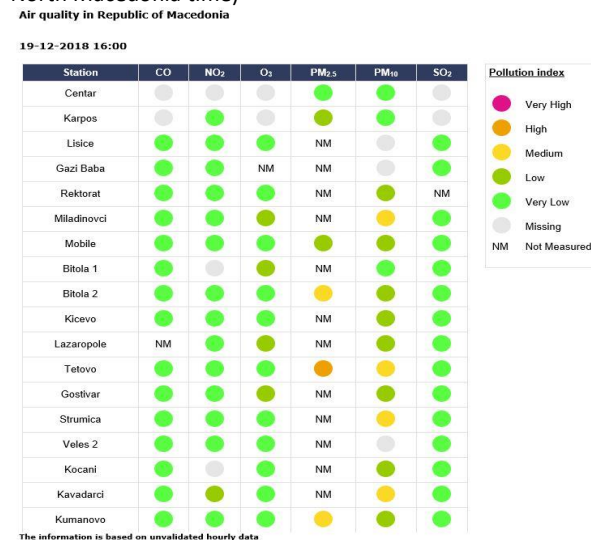 North Macedonia time)
Air quality in Republic of Macedonia
19-12-2018 16:00
Station CO NO₂ O₃ PM₂.₅ PM₁₀ SO₂
Centar
Karpos
Lisice NM
Gazi Baba NM NM
Rektorat NM NM
Miladinovci NM
Mobile
Bitola 1 NM
Bitola 2
Kicevo NM
Lazaropole NM NM
Tetovo
Gostivar NM
Strumica NM
Veles 2 NM
Kocani NM
Kavadarci NM
Kumanovo
The information is based on unvalidated hourly data
Pollution index
Very High
High
Medium
Low
Very Low
Missing
NM Not Measured